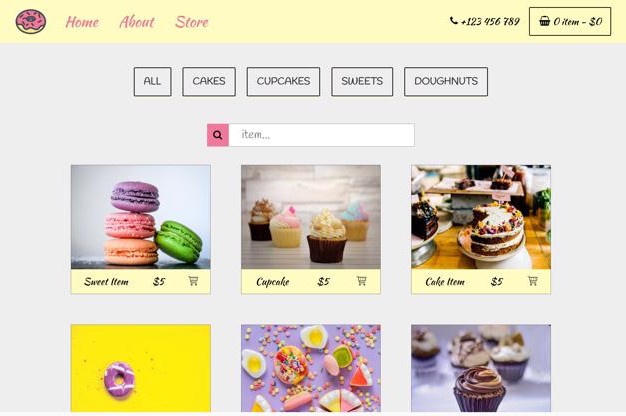 Home About Store +123 456 789 0 item - $0
ALL CAKES CUPCAKES SWEETS DOUGHNUTS
item...
Sweet Item $5 Cupcake $5 Cake Item $5